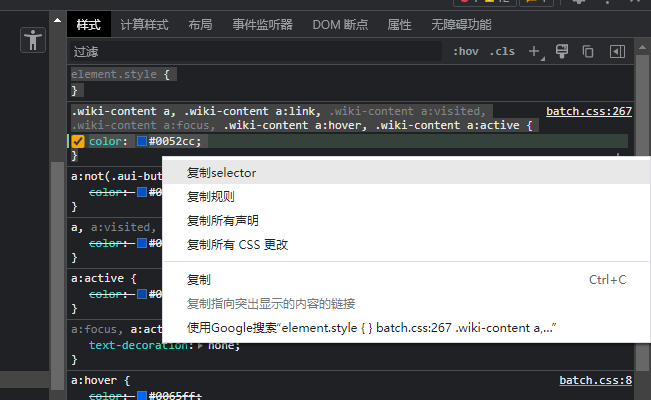 样式 计算样式 布局 事件监听器 DOM 断点 属性 无障碍功能
过滤 :hov .cls
element.style {
}
.wiki-content a, .wiki-content a:link, .wiki-content a:visited, batch.css:267
.wiki-content a:focus, .wiki-content a:hover, .wiki-content a:active {
color: #0052cc;
}
复制selector
a:not(.aui-but
color: #0
复制规则
}
复制所有声明
a, a:visited,
color: #0
复制所有 CSS 更改
}
a:active {
复制 Ctrl+C
color: #0
}
复制指向突出显示的内容的链接
a:focus, a:act
使用Google搜索“element.style { } batch.css:267 .wiki-content a,…”
text-decoration: none;
}
a:hover { batch.css:8
color: #0065ff;